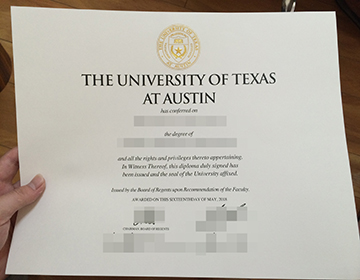 THE UNIVERSITY OF TEXAS
AT AUSTIN
has conferred on
the degree of
and all the rights and privileges thereto appertaining.
In Witness Thereof, this diploma duly signed has
been issued and the seal of the University affixed.
Issued by the Board of Regents upon Recommendation of the Faculty.
AWARDED ON THIS SIXTEENTH DAY OF MAY, 2018
CHAIRMAN, BOARD OF REGENTS